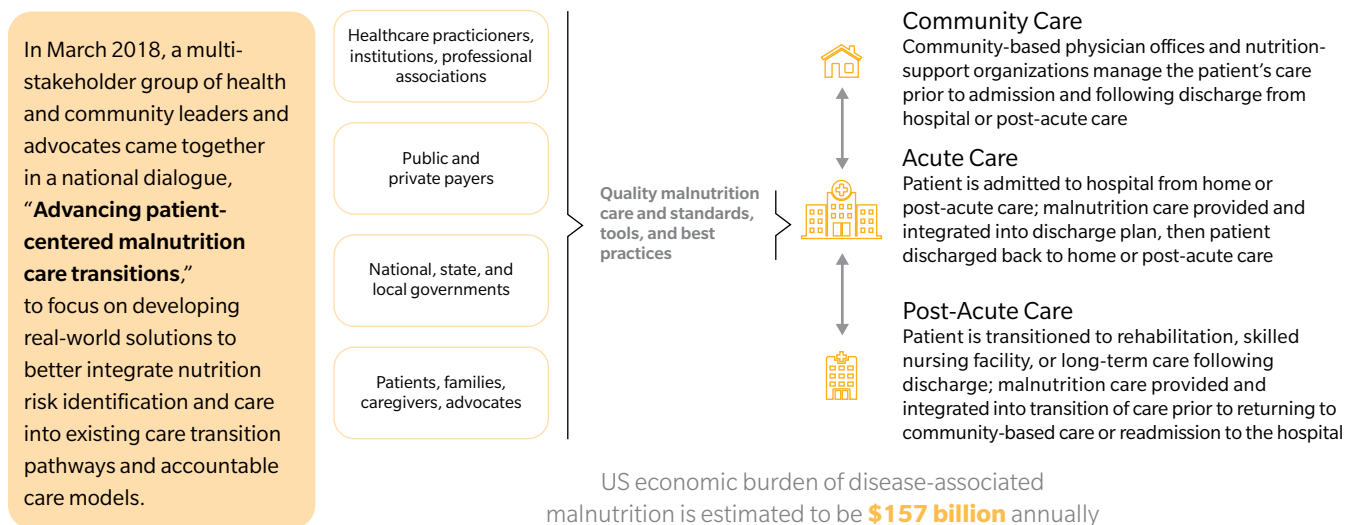 In March 2018, a multi-
stakeholder group of health
and community leaders and
advocates came together
in a national dialogue,
“Advancing patient-
centered malnutrition
care transitions,”
to focus on developing
real-world solutions to
better integrate nutrition
risk identification and care
into existing care transition
pathways and accountable
care models.
Healthcare practicioners,
institutions, professional
associations
Public and
private payers
National, state, and
local governments
Patients, families,
caregivers, advocates
Quality malnutrition
care and standards,
tools, and best
practices
Community Care
Community-based physician offices and nutrition-
support organizations manage the patient’s care
prior to admission and following discharge from
hospital or post-acute care
Acute Care
Patient is admitted to hospital from home or
post-acute care; malnutrition care provided and
integrated into discharge plan, then patient
discharged back to home or post-acute care
Post-Acute Care
Patient is transitioned to rehabilitation, skilled
nursing facility, or long-term care following
discharge; malnutrition care provided and
integrated into transition of care prior to returning to
community-based care or readmission to the hospital
US economic burden of disease-associated
malnutrition is estimated to be $157 billion annually